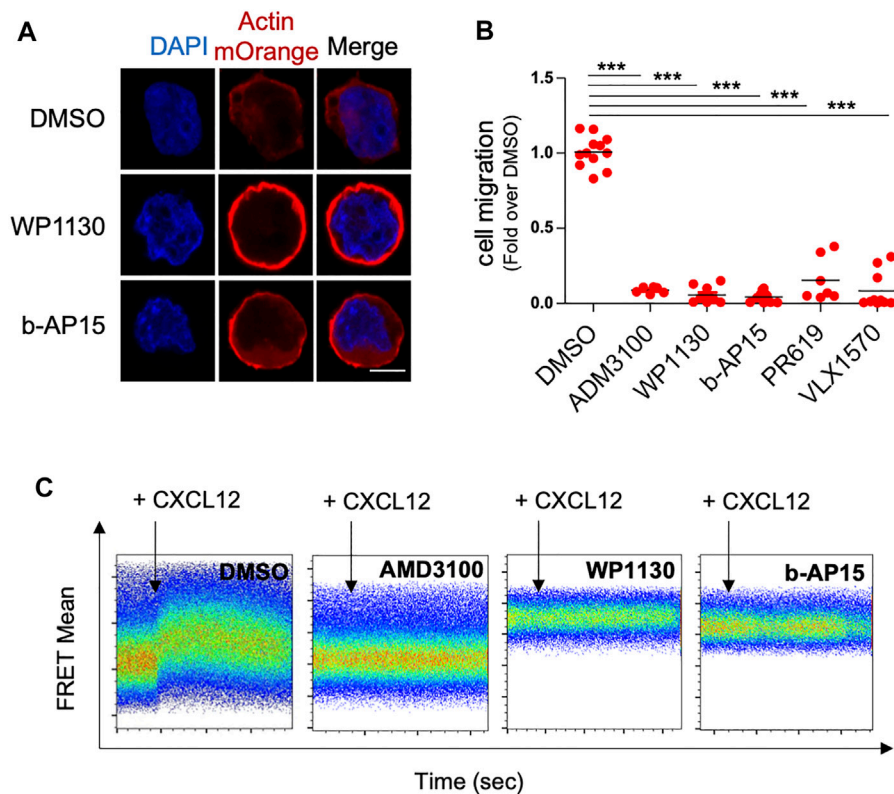 A
DAPI
Actin
mOrange
Merge
DMSO
WP1130
b-AP15
B
***
***
***
***
***
cell migration
(Fold over DMSO)
1.5
1.0
0.5
0.0
DMSO
ADM3100
WP1130
b-AP15
PR619
VLX1570
C
+ CXCL12
+ CXCL12
+ CXCL12
+ CXCL12
DMSO
AMD3100
WP1130
b-AP15
FRET Mean
Time (sec)